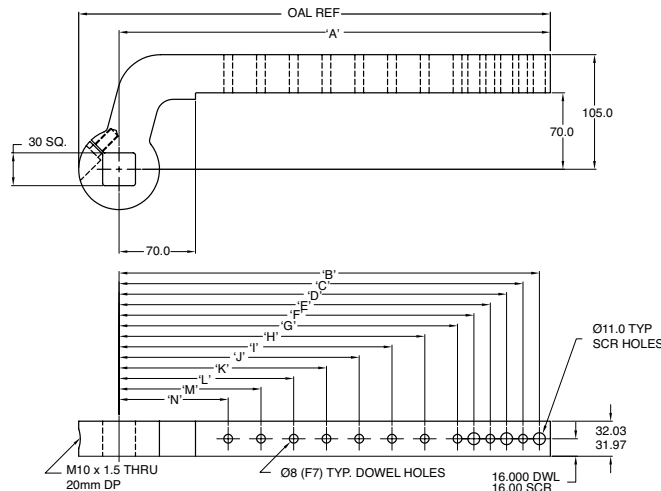 OAL REF
'A'
30 SQ.
105.0
70.0
70.0
'B'
'C'
'D'
'E'
'F'
'G'
'H'
'I'
'J'
'K'
'L'
'M'
'N'
Ø11.0 TYP
SCR HOLES
32.03
31.97
M10 x 1.5 THRU
20mm DP
Ø8 (F7) TYP. DOWEL HOLES
16.000 DWL
16.00 SCR